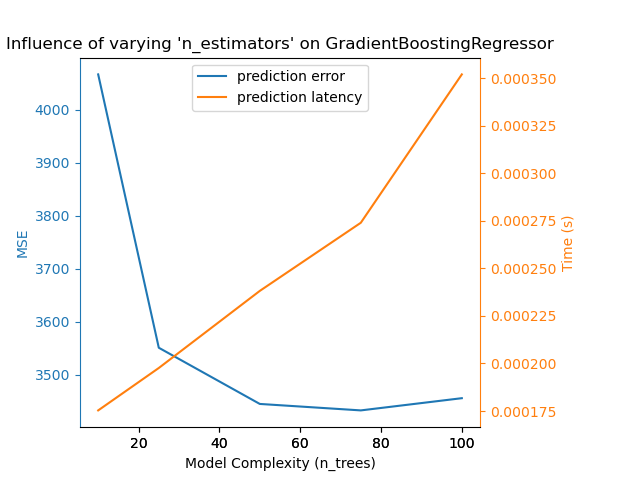 Influence of varying 'n_estimators' on GradientBoostingRegressor
prediction error
prediction latency
4000
3900
3800
3700
3600
3500
MSE
0.000350
0.000325
0.000300
0.000275
0.000250
0.000225
0.000200
0.000175
Time (s)
20 40 60 80 100
Model Complexity (n_trees)